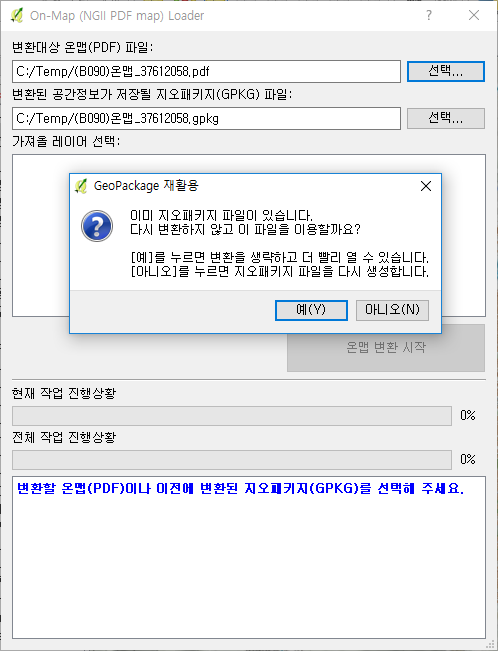 On-Map (NGII PDF map) Loader
변환대상 온맵(PDF) 파일:
C:/Temp/(B090)온맵_37612058.pdf
선택...
변환된 공간정보가 저장될 지오패키지(GPKG) 파일:
C:/Temp/(B090)온맵_37612058.gpkg
선택...
가져올 레이어 선택:
GeoPackage 재활용
이미 지오패키지 파일이 있습니다.
다시 변환하지 않고 이 파일을 이용할까요?
[예]를 누르면 변환을 생략하고 더 빨리 열 수 있습니다.
[아니오]를 누르면 지오패키지 파일을 다시 생성합니다.
예(Y)
아니오(N)
온맵 변환 시작
현재 작업 진행상황
0%
전체 작업 진행상황
0%
변환할 온맵(PDF)이나 이전에 변환된 지오패키지(GPKG)를 선택해 주세요.